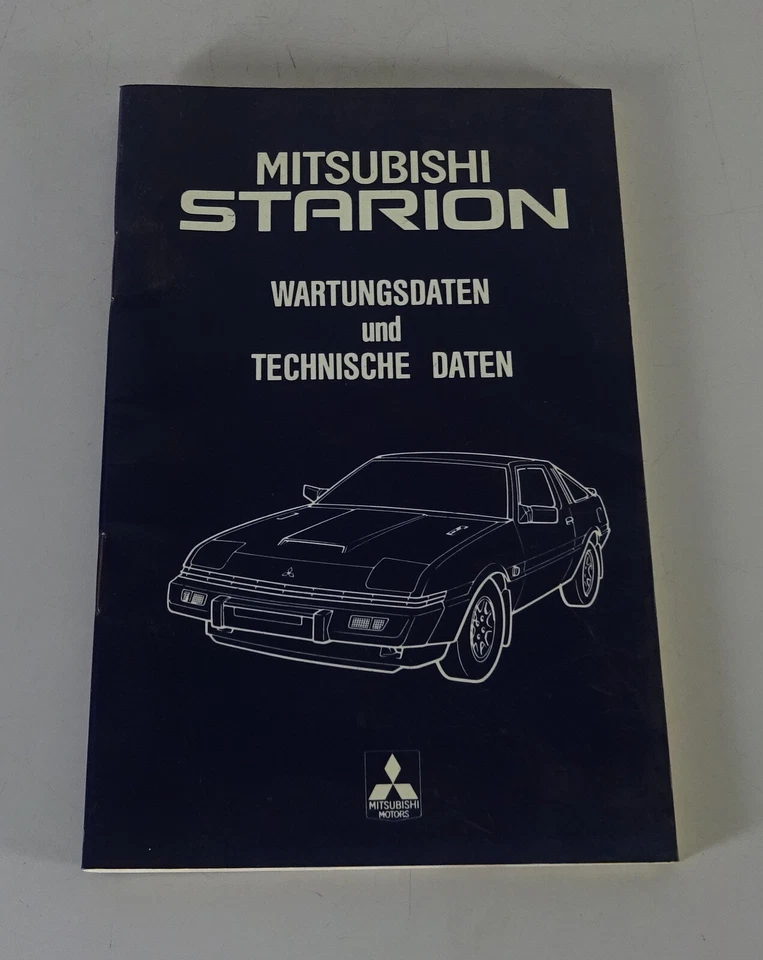 MITSUBISHI
STARION
WARTUNGSDATEN
und
TECHNISCHE DATEN
MITSUBISHI
MOTORS